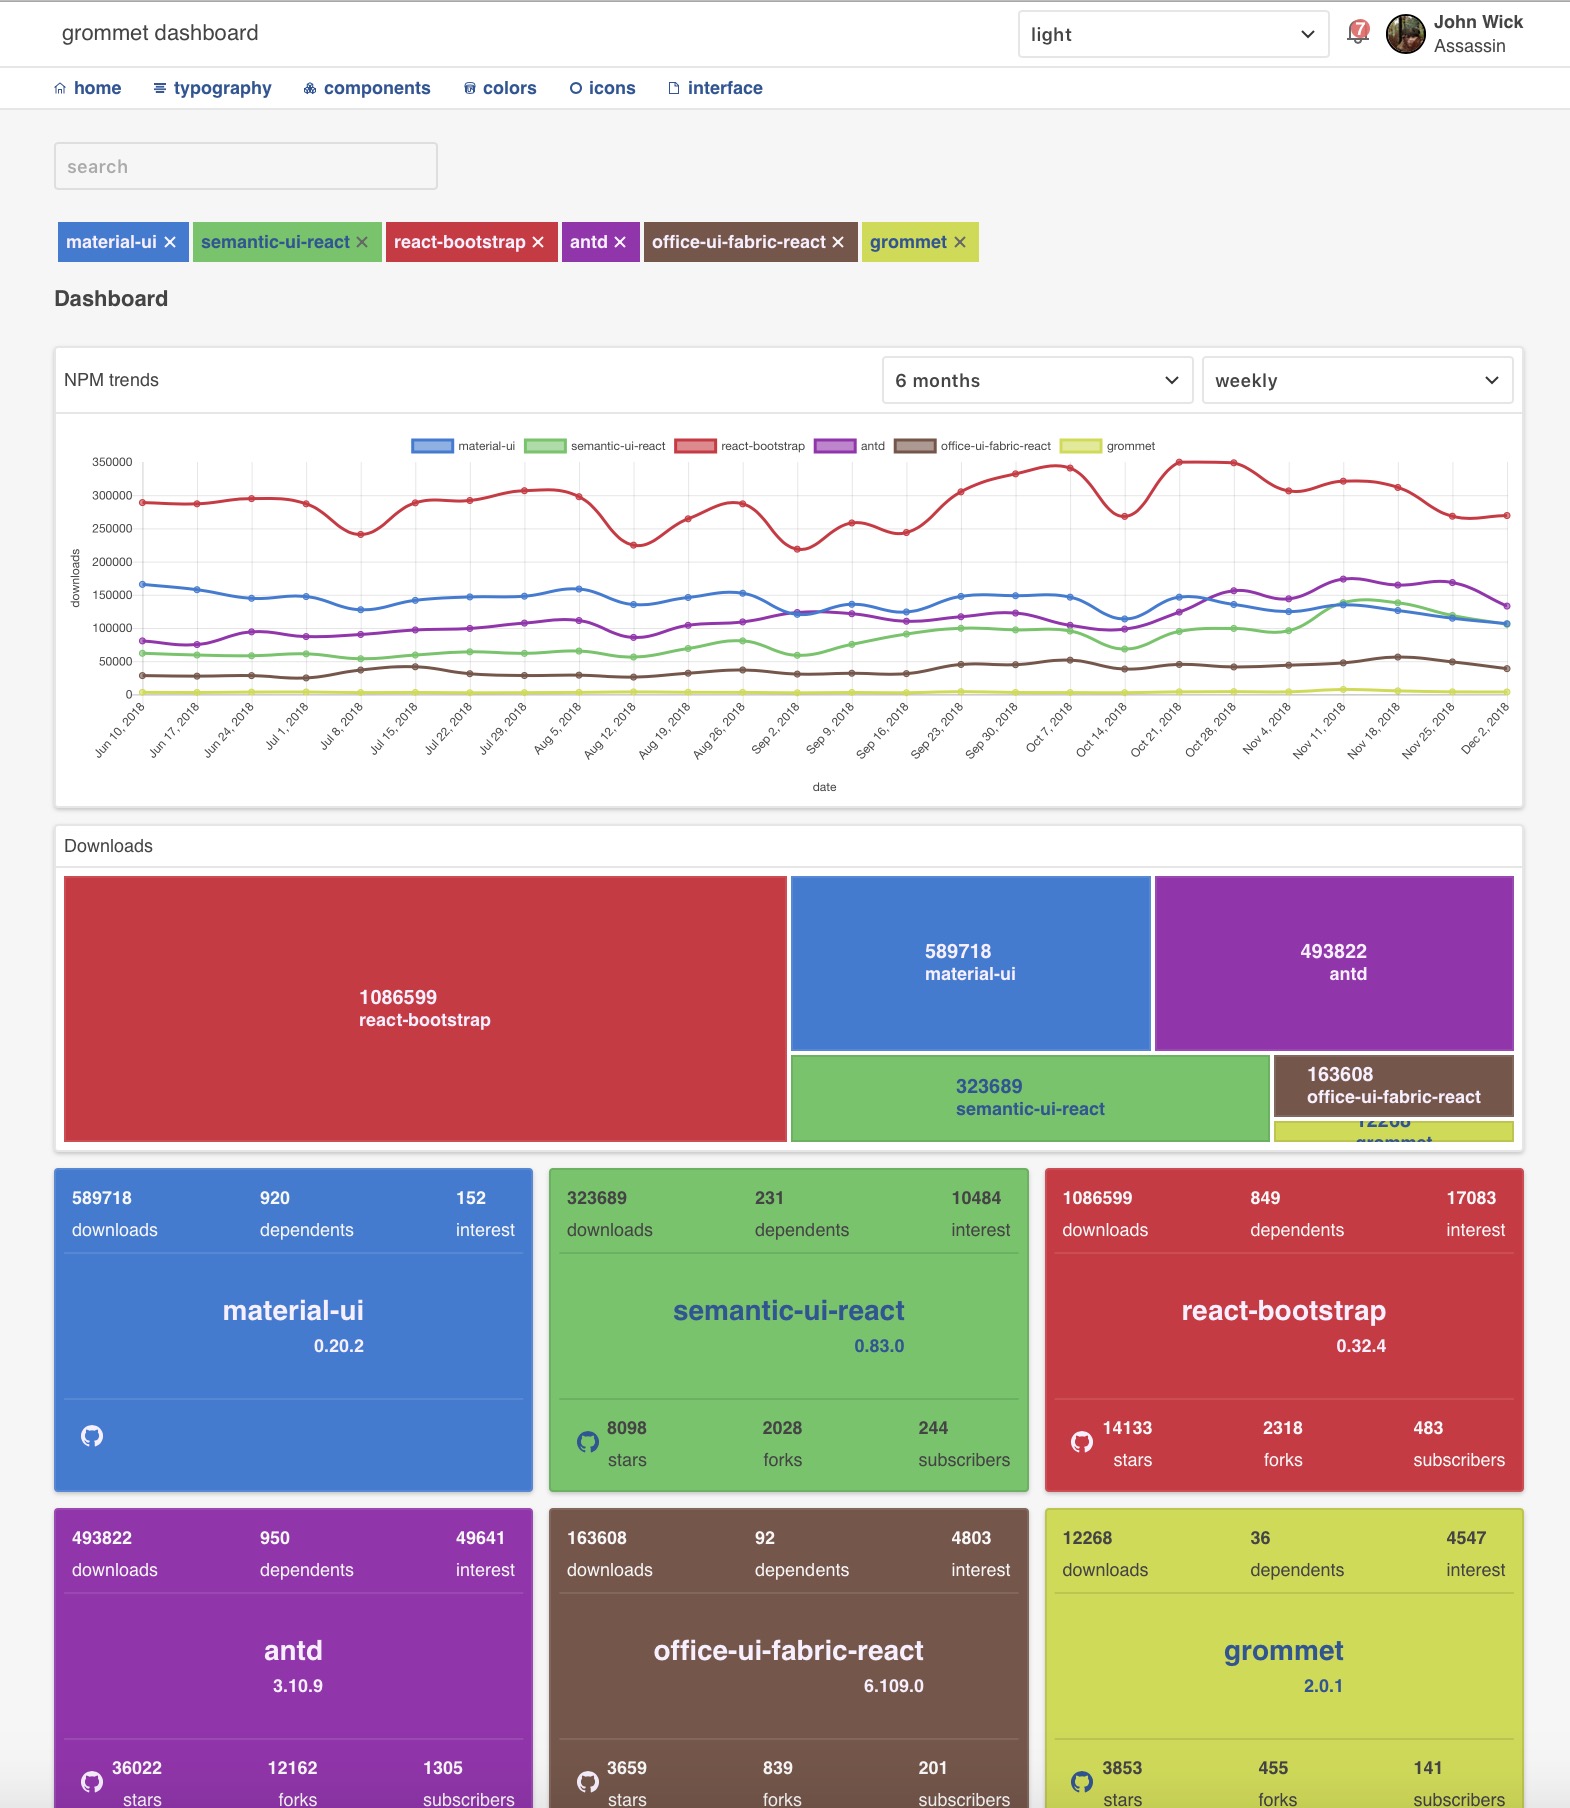 grommet dashboard
light
7
John Wick
Assassin
home typography components colors icons interface
search
material-ui semantic-ui-react react-bootstrap antd office-ui-fabric-react grommet
Dashboard
NPM trends
6 months
weekly
material-ui semantic-ui-react react-bootstrap antd office-ui-fabric-react grommet
350000
300000
250000
200000
150000
100000
50000
0
downloads
Jun 10, 2018
Jun 17, 2018
Jun 24, 2018
Jul 1, 2018
Jul 8, 2018
Jul 15, 2018
Jul 22, 2018
Jul 29, 2018
Aug 5, 2018
Aug 12, 2018
Aug 19, 2018
Aug 26, 2018
Sep 2, 2018
Sep 9, 2018
Sep 16, 2018
Sep 23, 2018
Sep 30, 2018
Oct 7, 2018
Oct 14, 2018
Oct 21, 2018
Oct 28, 2018
Nov 4, 2018
Nov 11, 2018
Nov 18, 2018
Nov 25, 2018
Dec 2, 2018
date
Downloads
1086599
react-bootstrap
589718
material-ui
493822
antd
323689
semantic-ui-react
163608
office-ui-fabric-react
12268
grommet
589718 920 152
downloads dependents interest
material-ui
0.20.2
323689 231 10484
downloads dependents interest
semantic-ui-react
0.83.0
8098 2028 244
stars forks subscribers
1086599 849 17083
downloads dependents interest
react-bootstrap
0.32.4
14133 2318 483
stars forks subscribers
493822 950 49641
downloads dependents interest
antd
3.10.9
36022 12162 1305
stars forks subscribers
163608 92 4803
downloads dependents interest
office-ui-fabric-react
6.109.0
3659 839 201
stars forks subscribers
12268 36 4547
downloads dependents interest
grommet
2.0.1
3853 455 141
stars forks subscribers